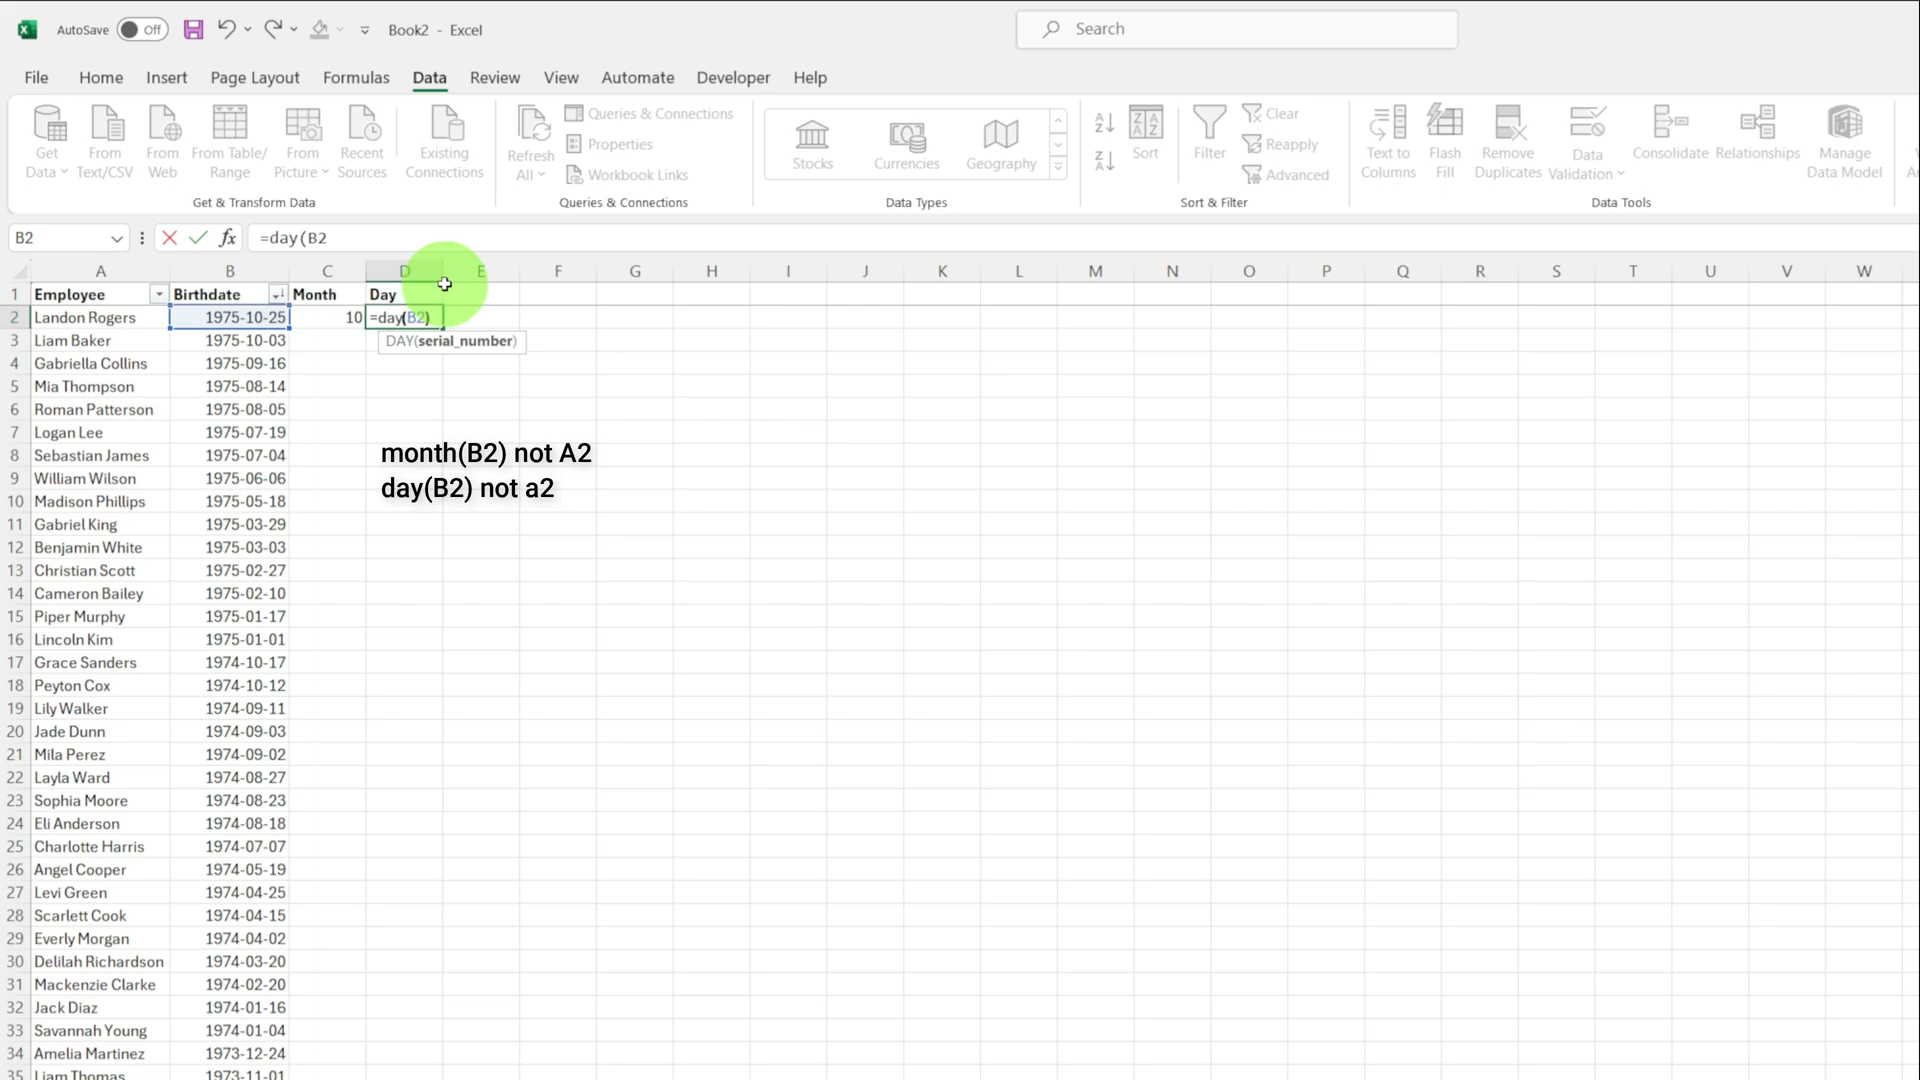 AutoSave Off Book2 - Excel Search
File Home Insert Page Layout Formulas Data Review View Automate Developer Help
Get Data
From Text/CSV
From Web
From Table/ Range
From Picture
Recent Sources
Existing Connections
Get & Transform Data
Refresh All
Queries & Connections
Properties
Workbook Links
Queries & Connections
Stocks
Currencies
Geography
Data Types
Sort
Filter
Clear
Reapply
Advanced
Sort & Filter
Text to Columns
Flash Fill
Remove Duplicates
Data Validation
Consolidate
Relationships
Manage Data Model
Data Tools
B2 fx =day(B2
A B C D E F G H I J K L M N O P Q R S T U V W
1 Employee Birthdate Month Day
2 Landon Rogers 1975-10-25 10 =day(B2)
DAY(serial_number)
3 Liam Baker 1975-10-03
4 Gabriella Collins 1975-09-16
5 Mia Thompson 1975-08-14
6 Roman Patterson 1975-08-05
7 Logan Lee 1975-07-19
8 Sebastian James 1975-07-04
month(B2) not A2
9 William Wilson 1975-06-06
day(B2) not a2
10 Madison Phillips 1975-05-18
11 Gabriel King 1975-03-29
12 Benjamin White 1975-03-03
13 Christian Scott 1975-02-27
14 Cameron Bailey 1975-02-10
15 Piper Murphy 1975-01-17
16 Lincoln Kim 1975-01-01
17 Grace Sanders 1974-10-17
18 Peyton Cox 1974-10-12
19 Lily Walker 1974-09-11
20 Jade Dunn 1974-09-03
21 Mila Perez 1974-09-02
22 Layla Ward 1974-08-27
23 Sophia Moore 1974-08-23
24 Eli Anderson 1974-08-18
25 Charlotte Harris 1974-07-07
26 Angel Cooper 1974-05-19
27 Levi Green 1974-04-25
28 Scarlett Cook 1974-04-15
29 Everly Morgan 1974-04-02
30 Delilah Richardson 1974-03-20
31 Mackenzie Clarke 1974-02-20
32 Jack Diaz 1974-01-16
33 Savannah Young 1974-01-04
34 Amelia Martinez 1973-12-24
35 Liam Thomas 1973-11-01